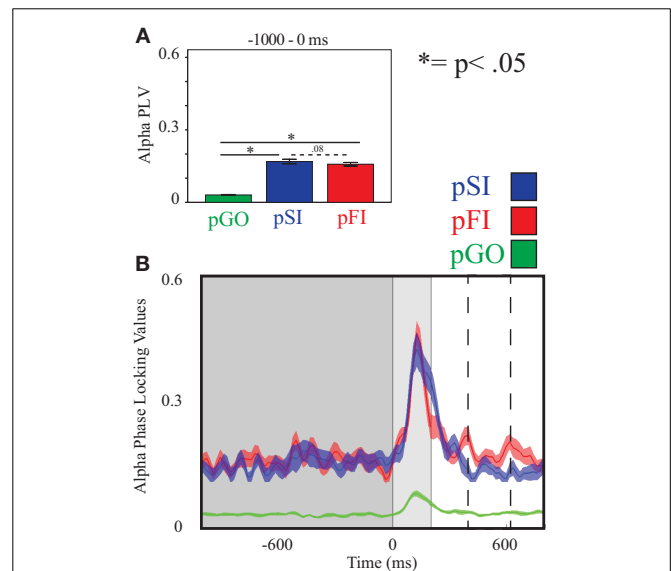 A
-1000 - 0 ms
*= p< .05
0.6
0.3
0
Alpha PLV
*
*
.08
pGO pSI pFI
pSI
pFI
pGO
B
0.6
0.3
0
Alpha Phase Locking Values
-600 0 600
Time (ms)